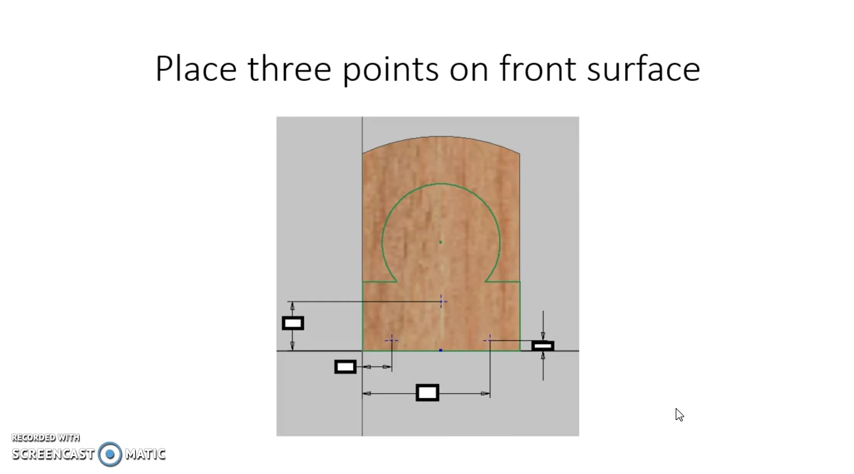 Place three points on front surface
RECORDED WITH
SCREENCAST MATIC